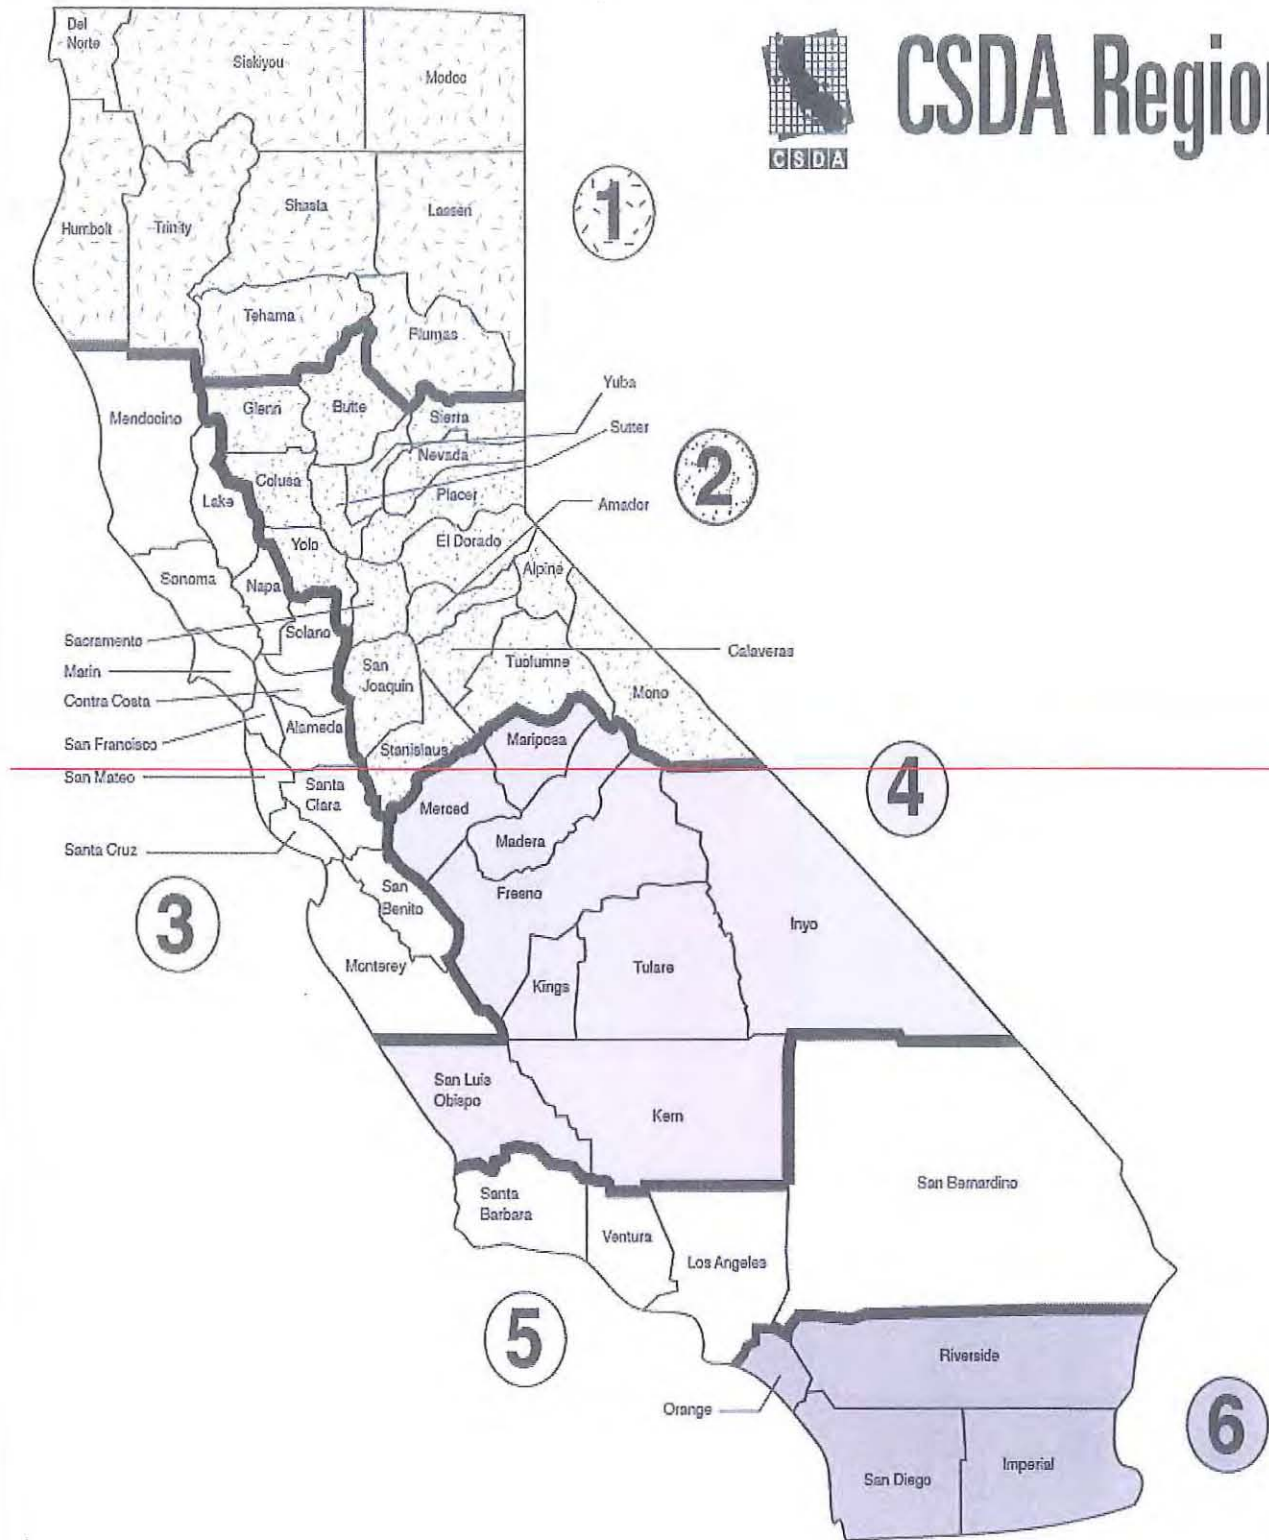 CSDA Region
CSDA
Del
Norte
Siskiyou
Modoc
Humbolt
Trinity
Shasta
Lassen
1
Tehama
Plumas
Mendocino
Glenn
Butte
Sierra
Yuba
Sutter
Nevada
Colusa
Lake
Placer
2
Amador
Yolo
El Dorado
Sonoma
Napa
Alpine
Sacramento
Solano
Marin
San
Joaquin
Tuolumne
Calaveras
Mono
Contra Costa
Alameda
San Francisco
Stanislaus
Mariposa
San Mateo
Santa
Clara
Merced
4
Madera
Santa Cruz
San
Benito
Fresno
3
Inyo
Monterey
Kings
Tulare
San Luis
Obispo
Kern
San Bernardino
Santa
Barbara
Ventura
Los Angeles
5
Riverside
Orange
6
San Diego
Imperial